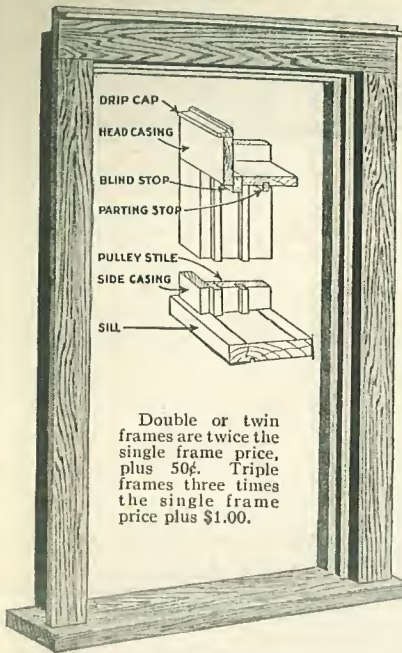 DRIP CAP
HEAD CASING
BLIND STOP
PARTING STOP
PULLEY STILE
SIDE CASING
SILL
Double or twin
frames are twice the
single frame price,
plus 50¢. Triple
frames three times
the single frame
price plus $1.00.